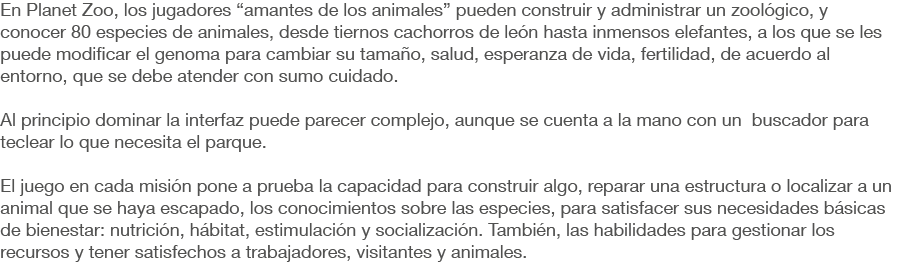 En Planet Zoo, los jugadores “amantes de los animales” pueden construir y administrar un zoológico, y
conocer 80 especies de animales, desde tiernos cachorros de león hasta inmensos elefantes, a los que se les
puede modificar el genoma para cambiar su tamaño, salud, esperanza de vida, fertilidad, de acuerdo al
entorno, que se debe atender con sumo cuidado.

Al principio dominar la interfaz puede parecer complejo, aunque se cuenta a la mano con un  buscador para
teclear lo que necesita el parque.

El juego en cada misión pone a prueba la capacidad para construir algo, reparar una estructura o localizar a un
animal que se haya escapado, los conocimientos sobre las especies, para satisfacer sus necesidades básicas
de bienestar: nutrición, hábitat, estimulación y socialización. También, las habilidades para gestionar los
recursos y tener satisfechos a trabajadores, visitantes y animales.